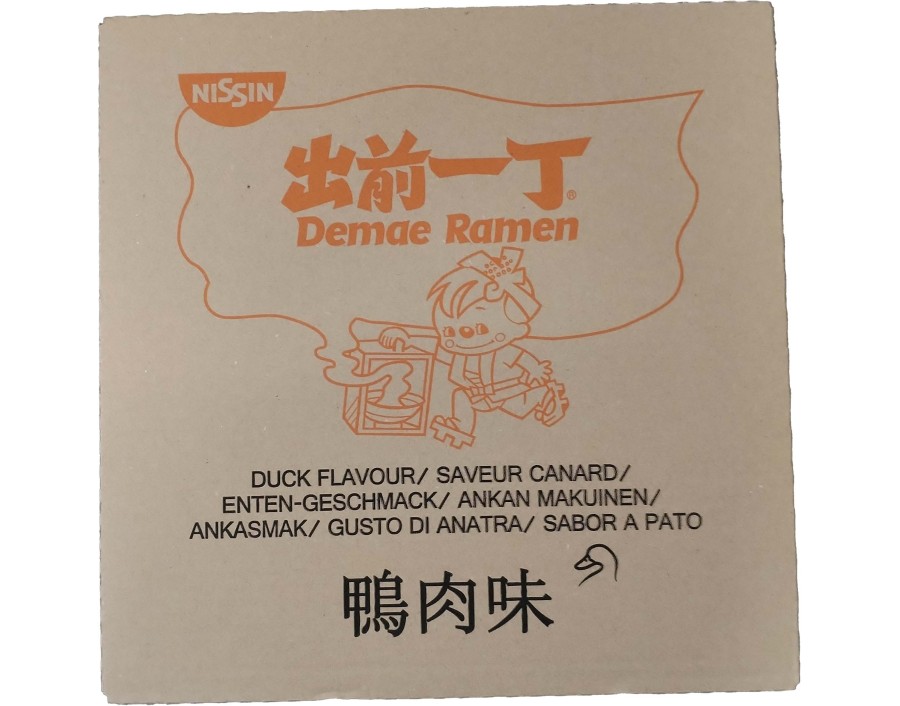 NISSIN
出前一丁®
Demae Ramen
DUCK FLAVOUR/ SAVEUR CANARD/
ENTEN-GESCHMACK/ ANKAN MAKUINEN/
ANKASMAK/ GUSTO DI ANATRA/ SABOR A PATO
鴨肉味